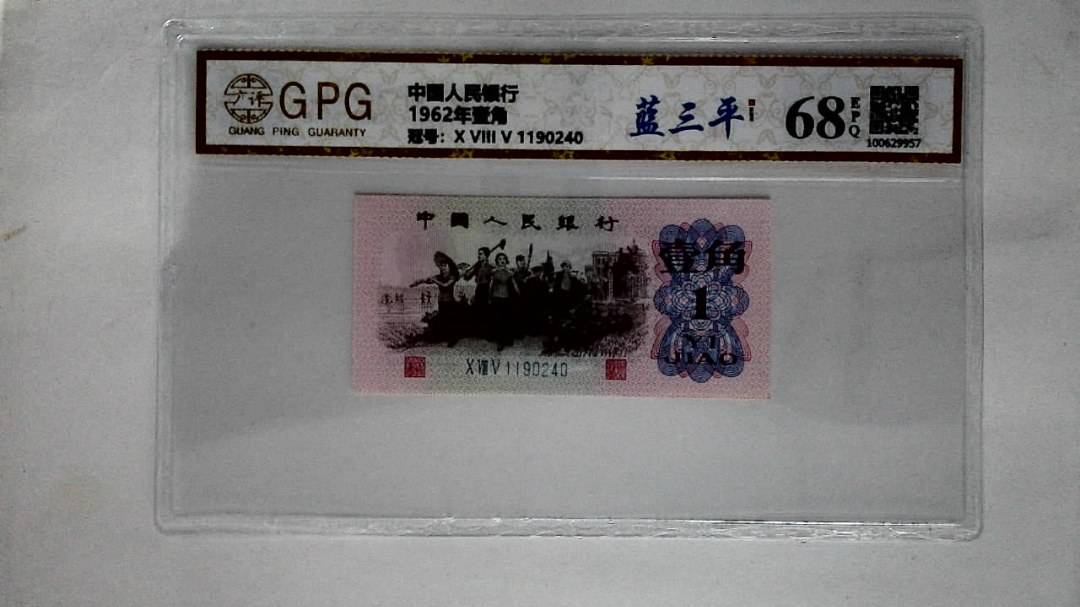 GPG
GUANG PING GUARANTY
中國人民銀行
1962年壹角
冠号: X VIII V 1190240
蓝三平
68
EPQ
100629957
中國人民銀行
壹角
1
YI
JIAO
X VIII V 1190240